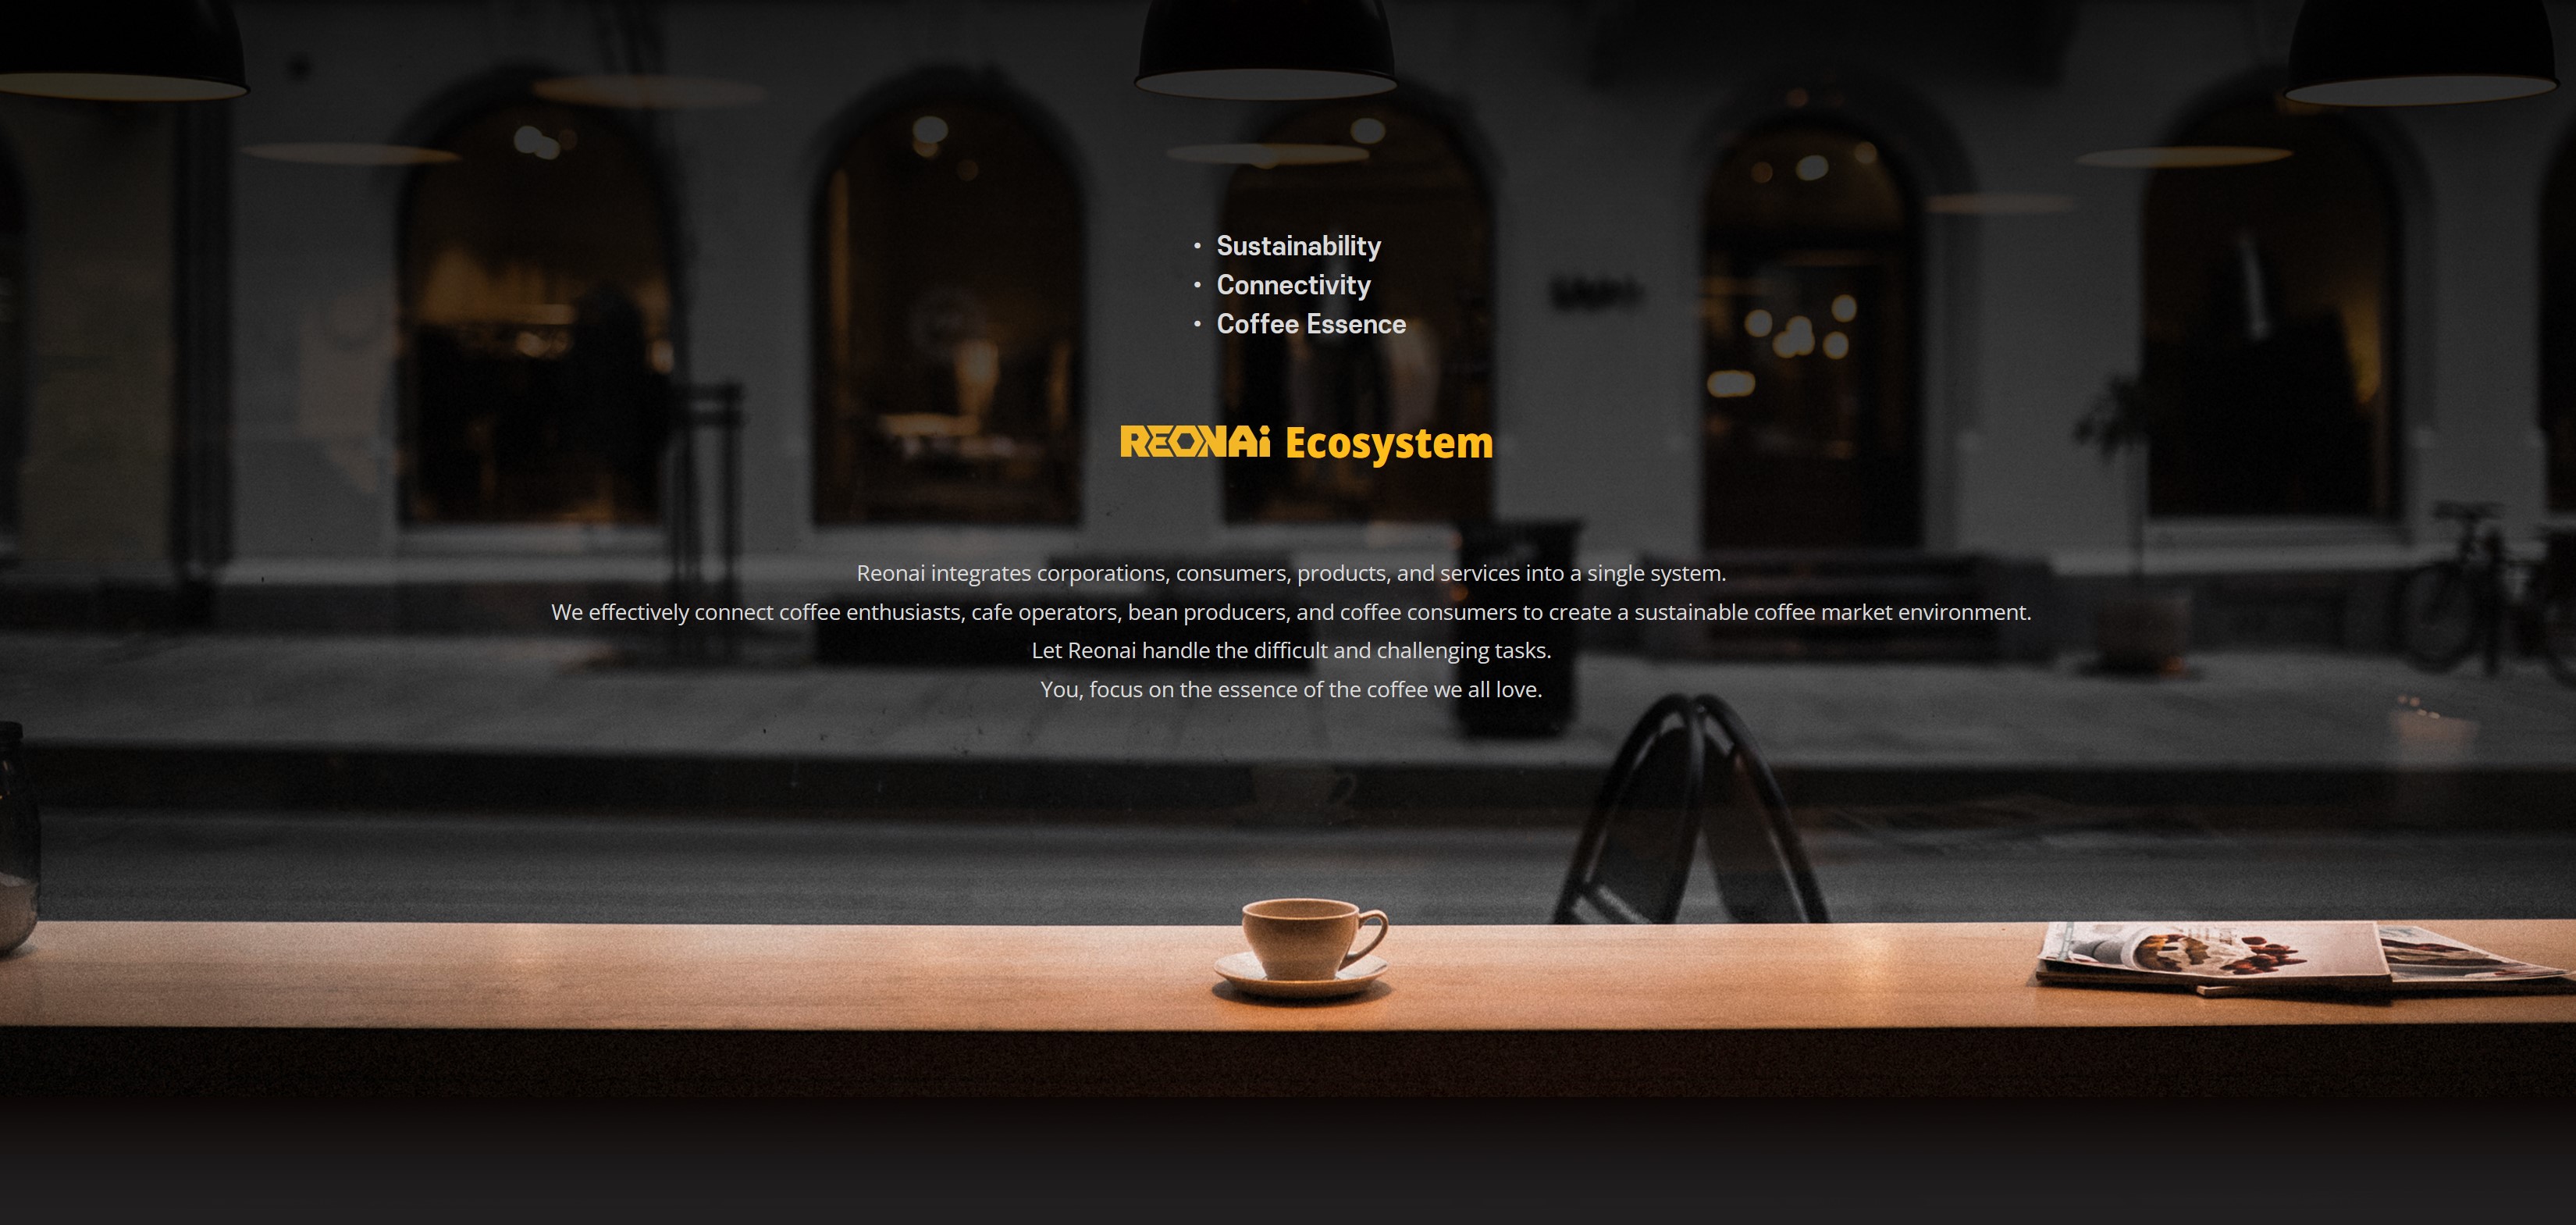 • Sustainability
• Connectivity
• Coffee Essence
REONAi Ecosystem
Reonai integrates corporations, consumers, products, and services into a single system.
We effectively connect coffee enthusiasts, cafe operators, bean producers, and coffee consumers to create a sustainable coffee market environment.
Let Reonai handle the difficult and challenging tasks.
You, focus on the essence of the coffee we all love.